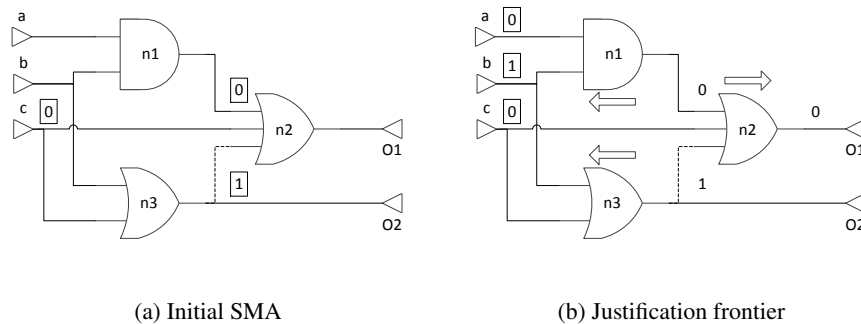 a
n1
b
0
c
0
n2
O1
n3
1
O2
a
0
n1
b
1
0
c
0
n2
0
O1
n3
1
O2
(a) Initial SMA
(b) Justification frontier